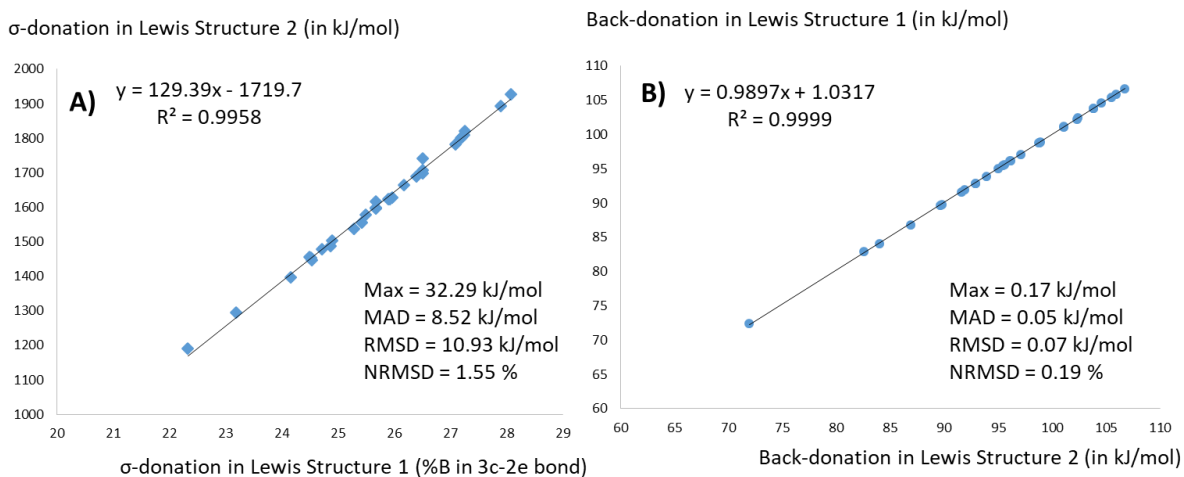 σ-donation in Lewis Structure 2 (in kJ/mol)
2000
1900
1800
1700
1600
1500
1400
1300
1200
1100
1000
A)
y = 129.39x - 1719.7
R² = 0.9958
Max = 32.29 kJ/mol
MAD = 8.52 kJ/mol
RMSD = 10.93 kJ/mol
NRMSD = 1.55 %
20 21 22 23 24 25 26 27 28 29
σ-donation in Lewis Structure 1 (%B in 3c-2e bond)
Back-donation in Lewis Structure 1 (in kJ/mol)
110
105
100
95
90
85
80
75
70
65
60
B)
y = 0.9897x + 1.0317
R² = 0.9999
Max = 0.17 kJ/mol
MAD = 0.05 kJ/mol
RMSD = 0.07 kJ/mol
NRMSD = 0.19 %
60 65 70 75 80 85 90 95 100 105 110
Back-donation in Lewis Structure 2 (in kJ/mol)